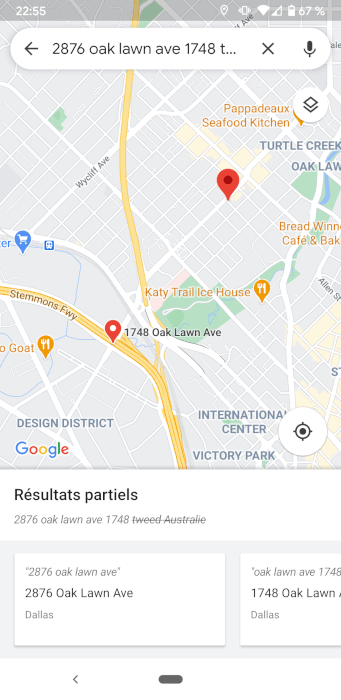 22:55
67 %
2876 oak lawn ave 1748 t...
Pappadeaux
Seafood Kitchen
TURTLE CREEK
OAK LAW
Wycliff Ave
Bread Winne
Café & Bak
ter
Katy Trail Ice House
Allen St
Stemmons Fwy
1748 Oak Lawn Ave
o Goat
DESIGN DISTRICT
INTERNATIONAL
CENTER
VICTORY PARK
Google
Résultats partiels
2876 oak lawn ave 1748 tweed Australie
"2876 oak lawn ave"
2876 Oak Lawn Ave
Dallas
"oak lawn ave 1748
1748 Oak Lawn A
Dallas